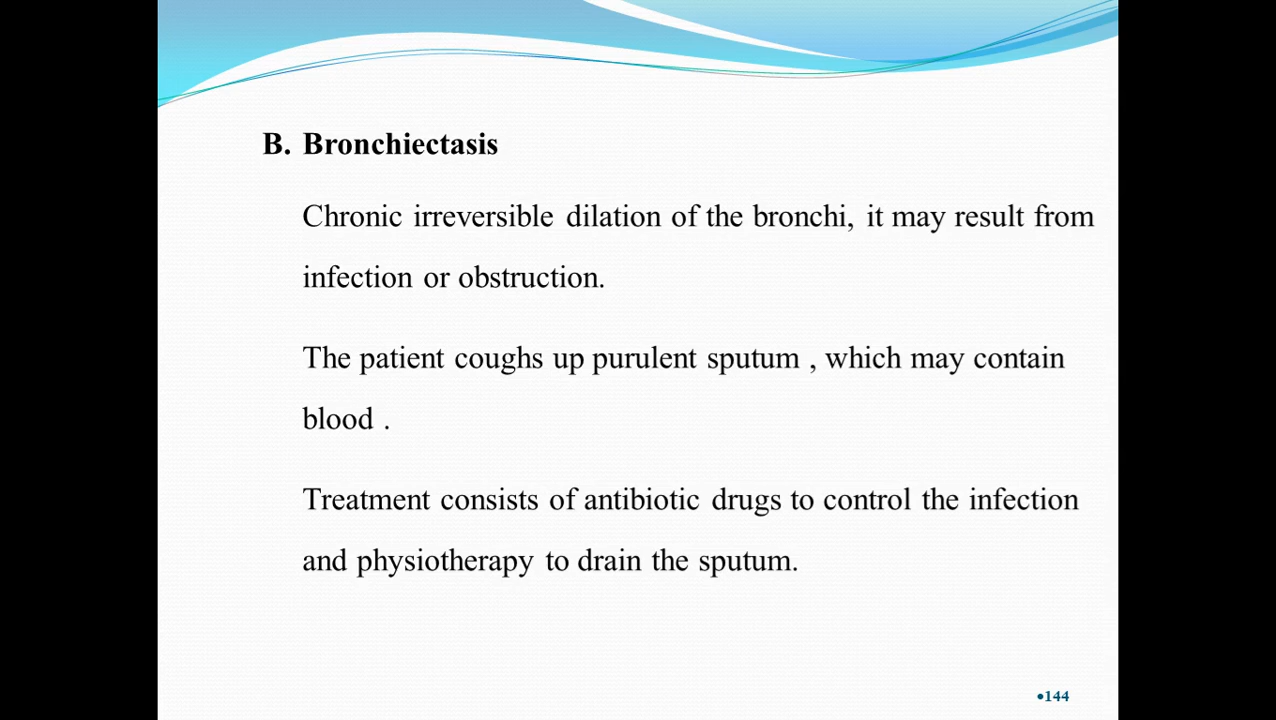 B. Bronchiectasis
Chronic irreversible dilation of the bronchi, it may result from
infection or obstruction.
The patient coughs up purulent sputum , which may contain
blood .
Treatment consists of antibiotic drugs to control the infection
and physiotherapy to drain the sputum.
•144